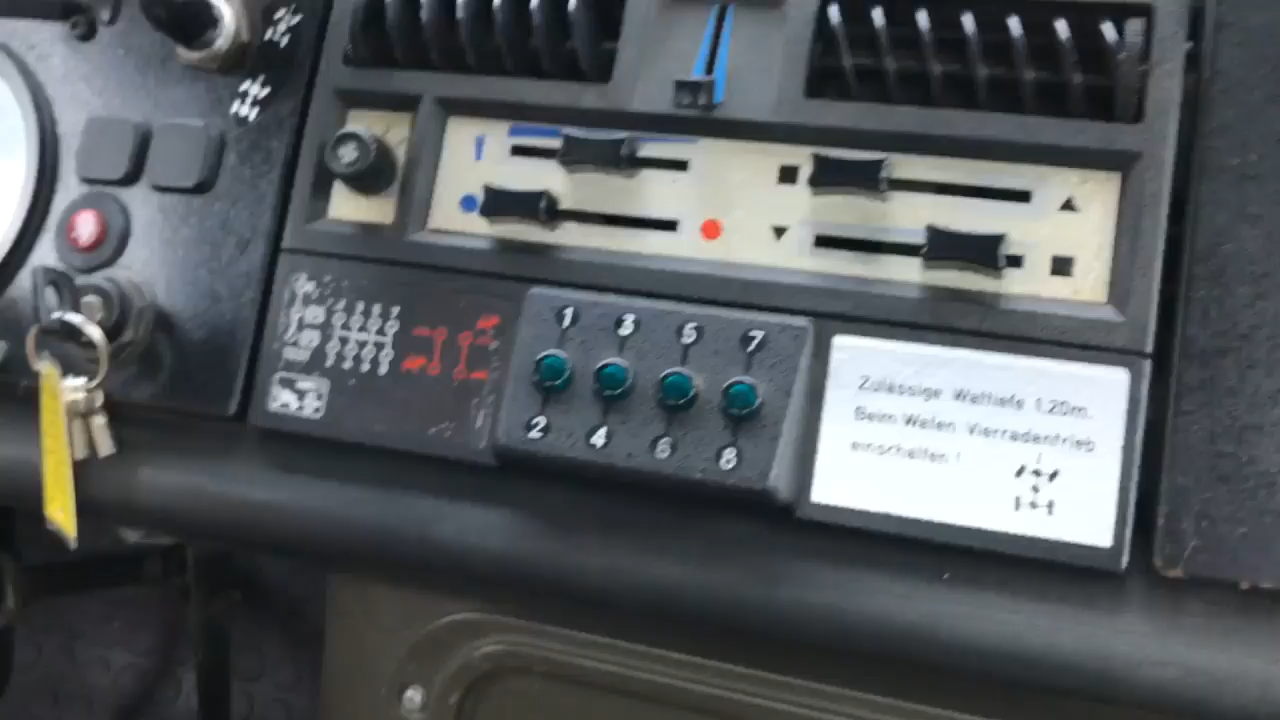 1 3 5 7
2 4 6 8
Zulässige Wattiefe 1,20m.
Beim Waten Vierradantrieb
einschalten !